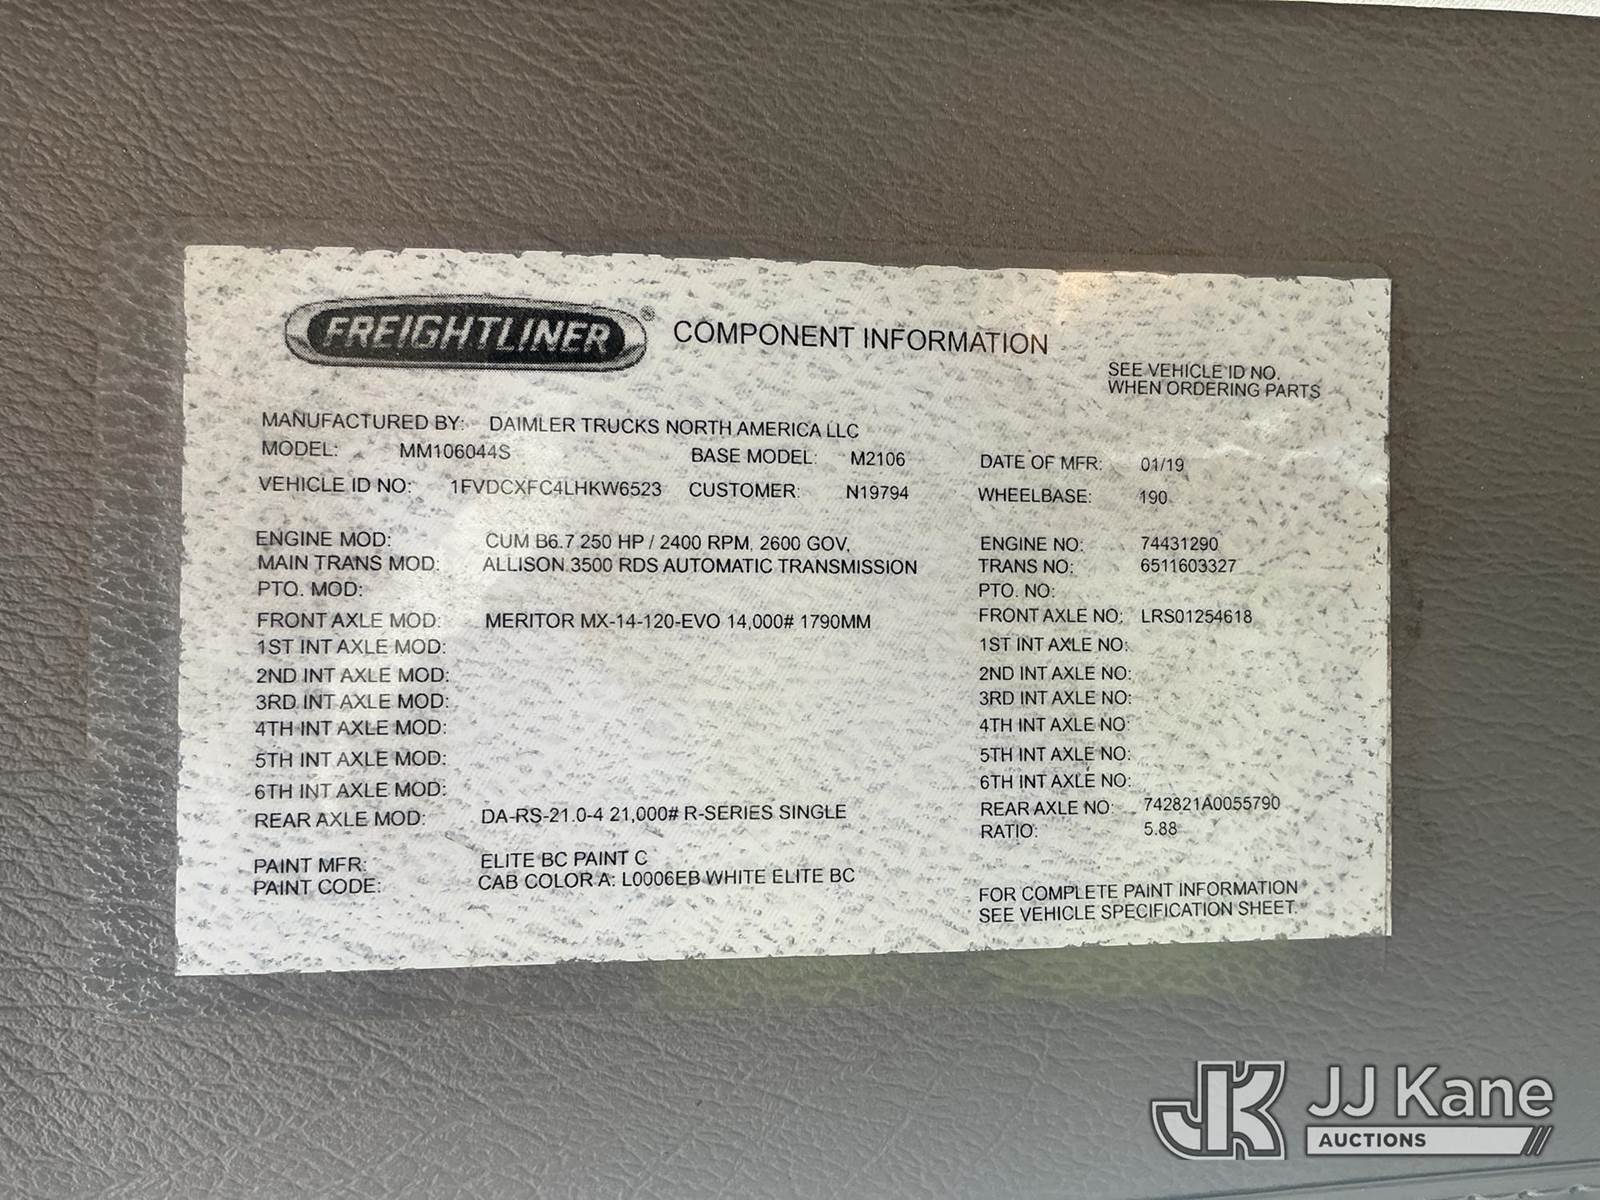 FREIGHTLINER® COMPONENT INFORMATION
SEE VEHICLE ID NO.
WHEN ORDERING PARTS
MANUFACTURED BY: DAIMLER TRUCKS NORTH AMERICA LLC
MODEL: MM106044S BASE MODEL: M2106 DATE OF MFR: 01/19
VEHICLE ID NO: 1FVDCXFC4LHKW6523 CUSTOMER: N19794 WHEELBASE: 190
ENGINE MOD: CUM B6.7 250 HP / 2400 RPM, 2600 GOV, ENGINE NO: 74431290
MAIN TRANS MOD: ALLISON 3500 RDS AUTOMATIC TRANSMISSION TRANS NO: 6511603327
PTO. MOD: PTO. NO:
FRONT AXLE MOD: MERITOR MX-14-120-EVO 14,000# 1790MM FRONT AXLE NO: LRS01254618
1ST INT AXLE MOD: 1ST INT AXLE NO:
2ND INT AXLE MOD: 2ND INT AXLE NO:
3RD INT AXLE MOD: 3RD INT AXLE NO:
4TH INT AXLE MOD: 4TH INT AXLE NO:
5TH INT AXLE MOD: 5TH INT AXLE NO:
6TH INT AXLE MOD: 6TH INT AXLE NO:
REAR AXLE MOD: DA-RS-21.0-4 21,000# R-SERIES SINGLE REAR AXLE NO: 742821A0055790
RATIO: 5.88
PAINT MFR: ELITE BC PAINT C
PAINT CODE: CAB COLOR A: L0006EB WHITE ELITE BC
FOR COMPLETE PAINT INFORMATION
SEE VEHICLE SPECIFICATION SHEET.
JK JJ Kane
AUCTIONS